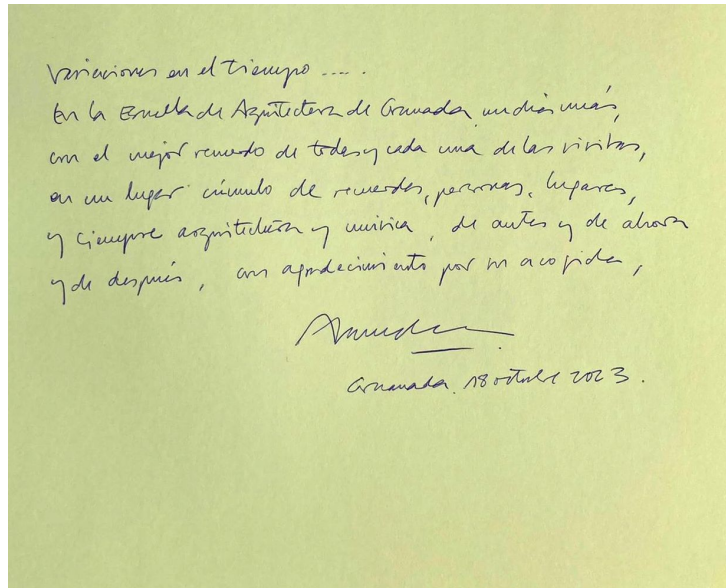 Variaciones en el tiempo ....
En la Escuela de Arquitectura de Granada, un día más,
con el mejor recuerdo de todas y cada una de las visitas,
en un lugar cúmulo de recuerdos, personas, lugares,
y siempre arquitectura y música, de antes y de ahora
y de después, con agradecimiento por su acogida,
Granada, 18 octubre 2023.